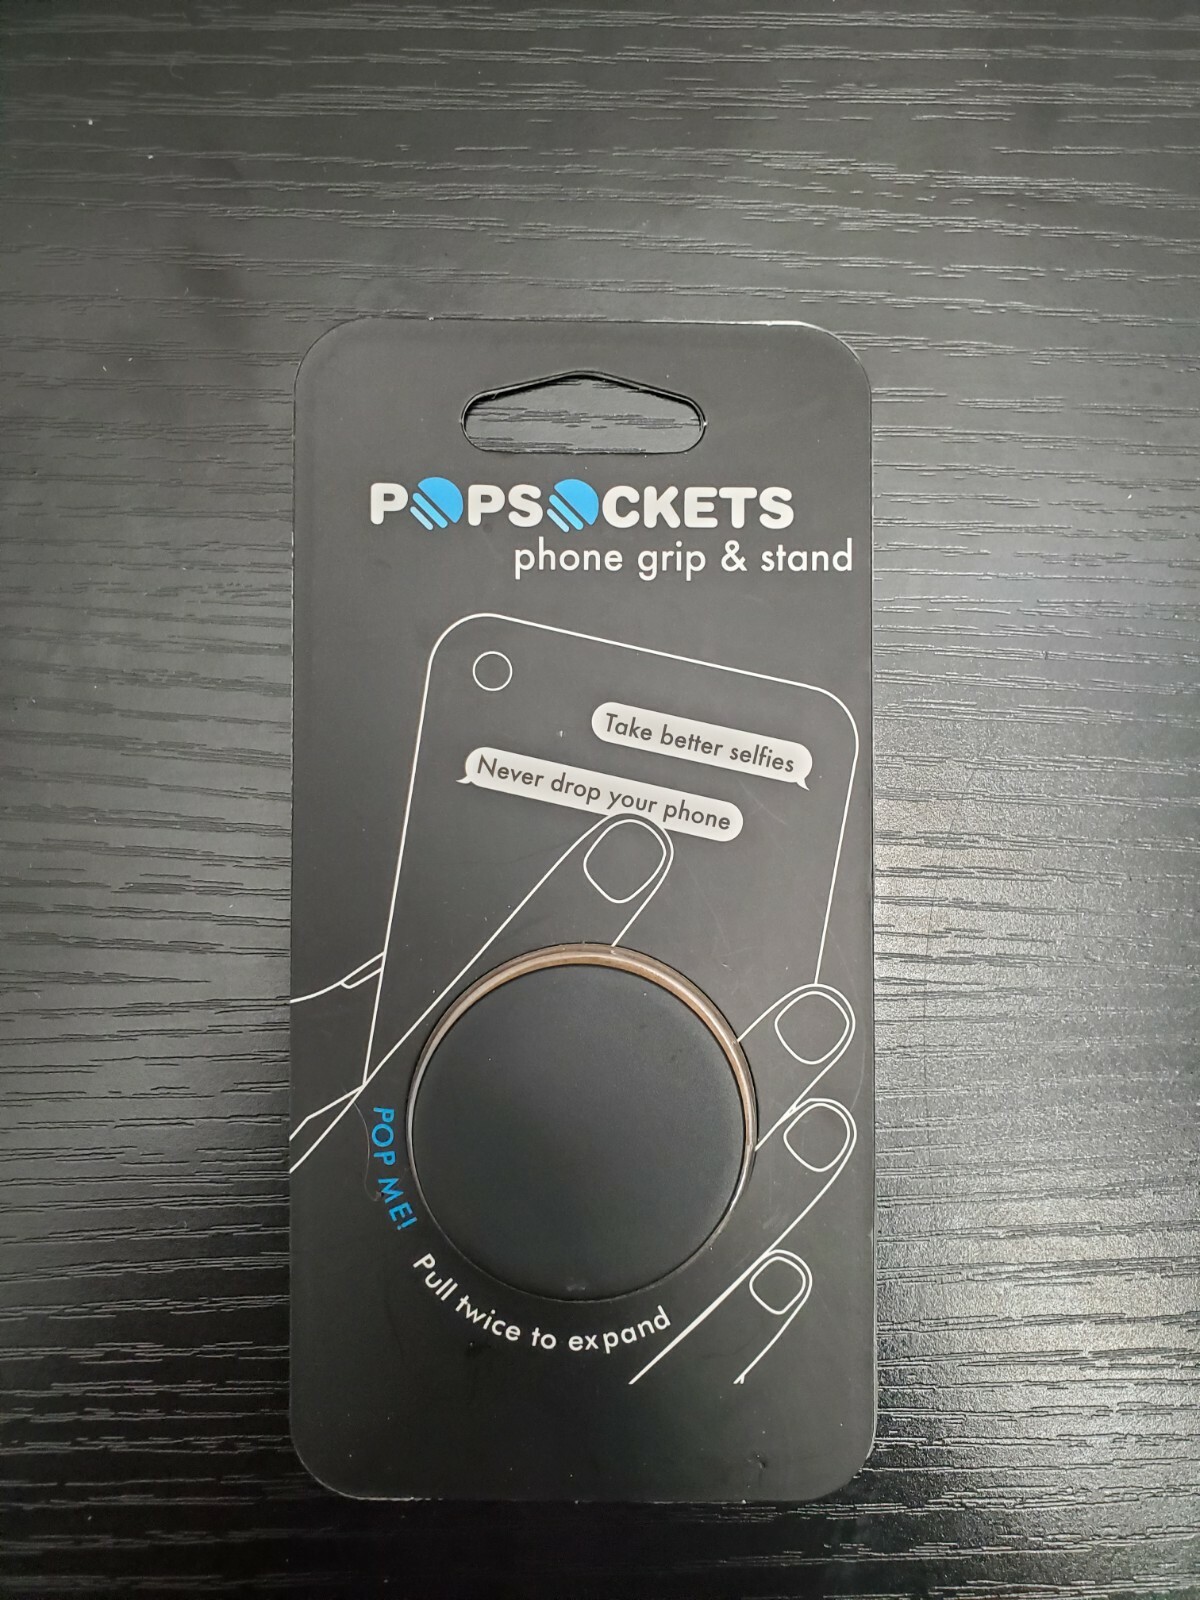 POPSOCKETS
phone grip & stand
Take better selfies
Never drop your phone
POP ME!
Pull twice to expand